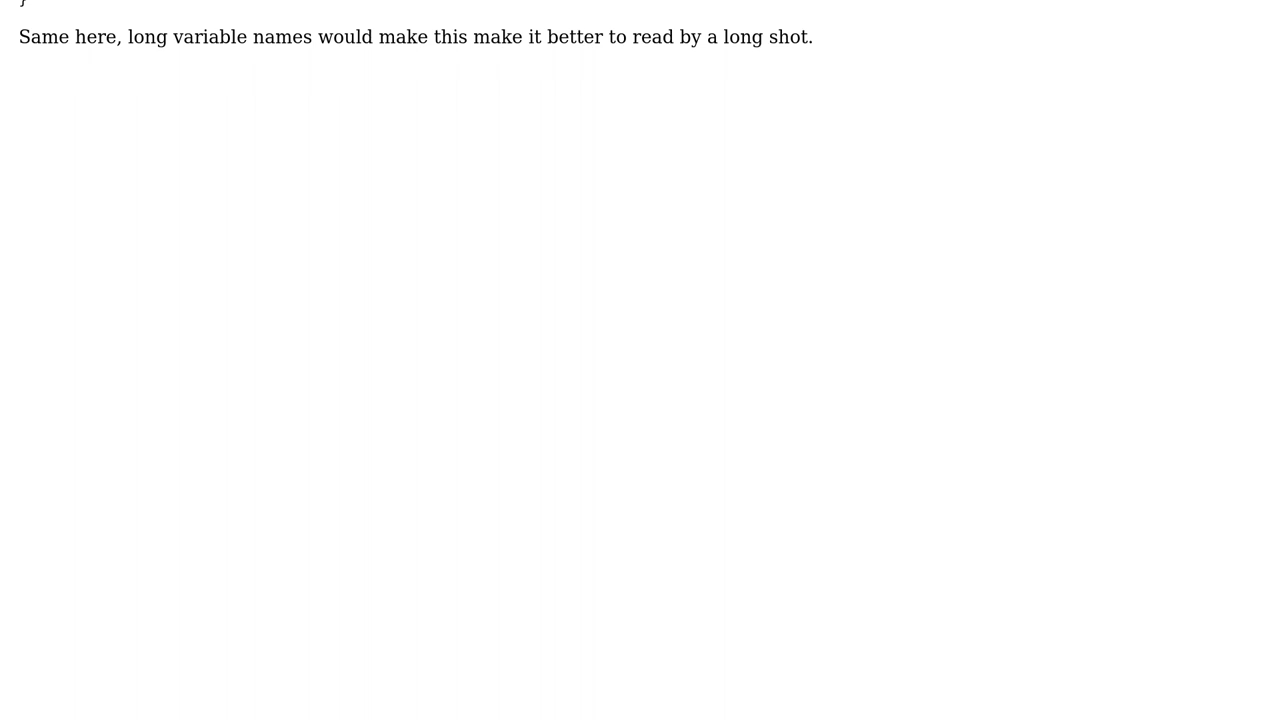 }
Same here, long variable names would make this make it better to read by a long shot.